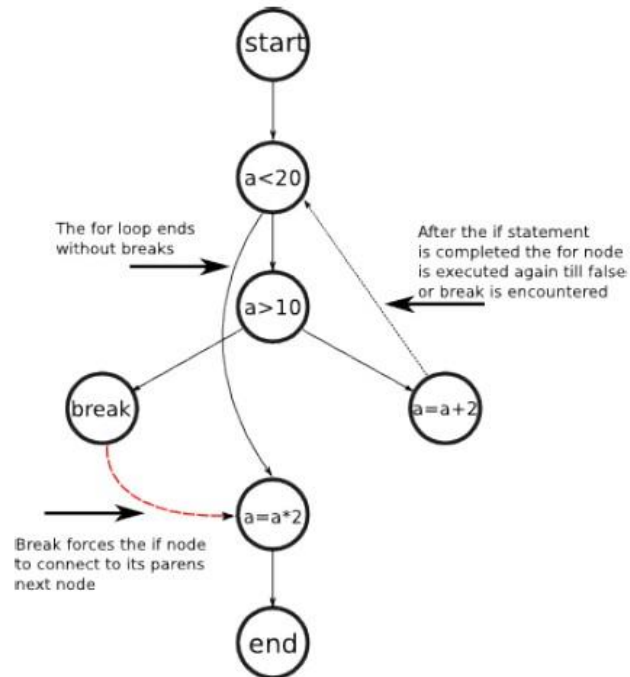 start
a<20
The for loop ends
without breaks
After the if statement
is completed the for node
is executed again till false
or break is encountered
a>10
break
a=a+2
a=a*2
Break forces the if node
to connect to its parens
next node
end